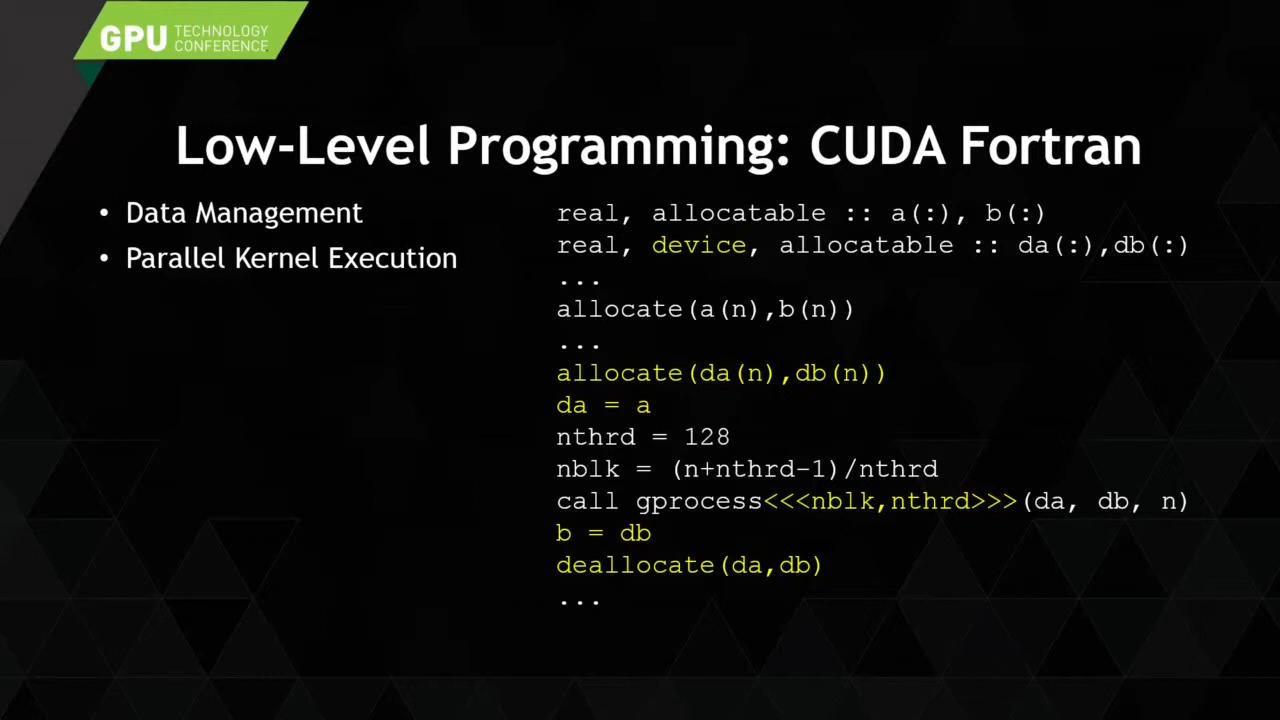 GPU TECHNOLOGY
CONFERENCE
Low-Level Programming: CUDA Fortran
• Data Management
• Parallel Kernel Execution
real, allocatable :: a(:), b(:)
real, device, allocatable :: da(:),db(:)
...
allocate(a(n),b(n))
...
allocate(da(n),db(n))
da = a
nthrd = 128
nblk = (n+nthrd-1)/nthrd
call gprocess<<<nblk,nthrd>>>(da, db, n)
b = db
deallocate(da,db)
...